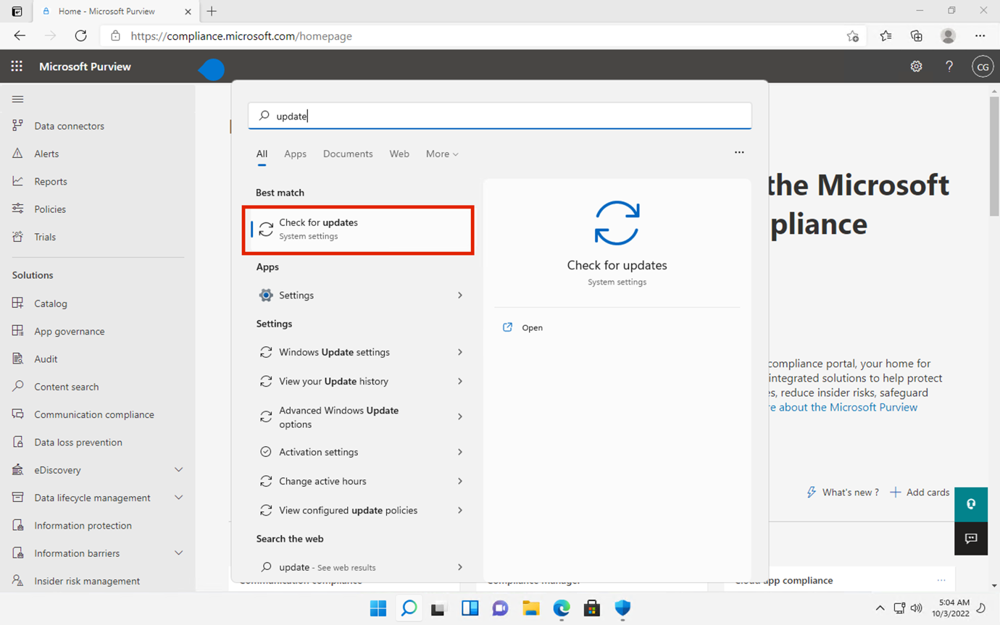 Home - Microsoft Purview
https://compliance.microsoft.com/homepage
Microsoft Purview
CG
Data connectors
Alerts
Reports
Policies
Trials
Solutions
Catalog
App governance
Audit
Content search
Communication compliance
Data loss prevention
eDiscovery
Data lifecycle management
Information protection
Information barriers
Insider risk management
update
All Apps Documents Web More
Best match
Check for updates
System settings
Apps
Settings
Settings
Windows Update settings
View your Update history
Advanced Windows Update
options
Activation settings
Change active hours
View configured update policies
Search the web
update - See web results
Check for updates
System settings
Open
the Microsoft
pliance
compliance portal, your home for
integrated solutions to help protect
s, reduce insider risks, safeguard
e about the Microsoft Purview
What's new ? Add cards
Communication compliance
Compliance manager
Cloud app compliance
5:04 AM
10/3/2022